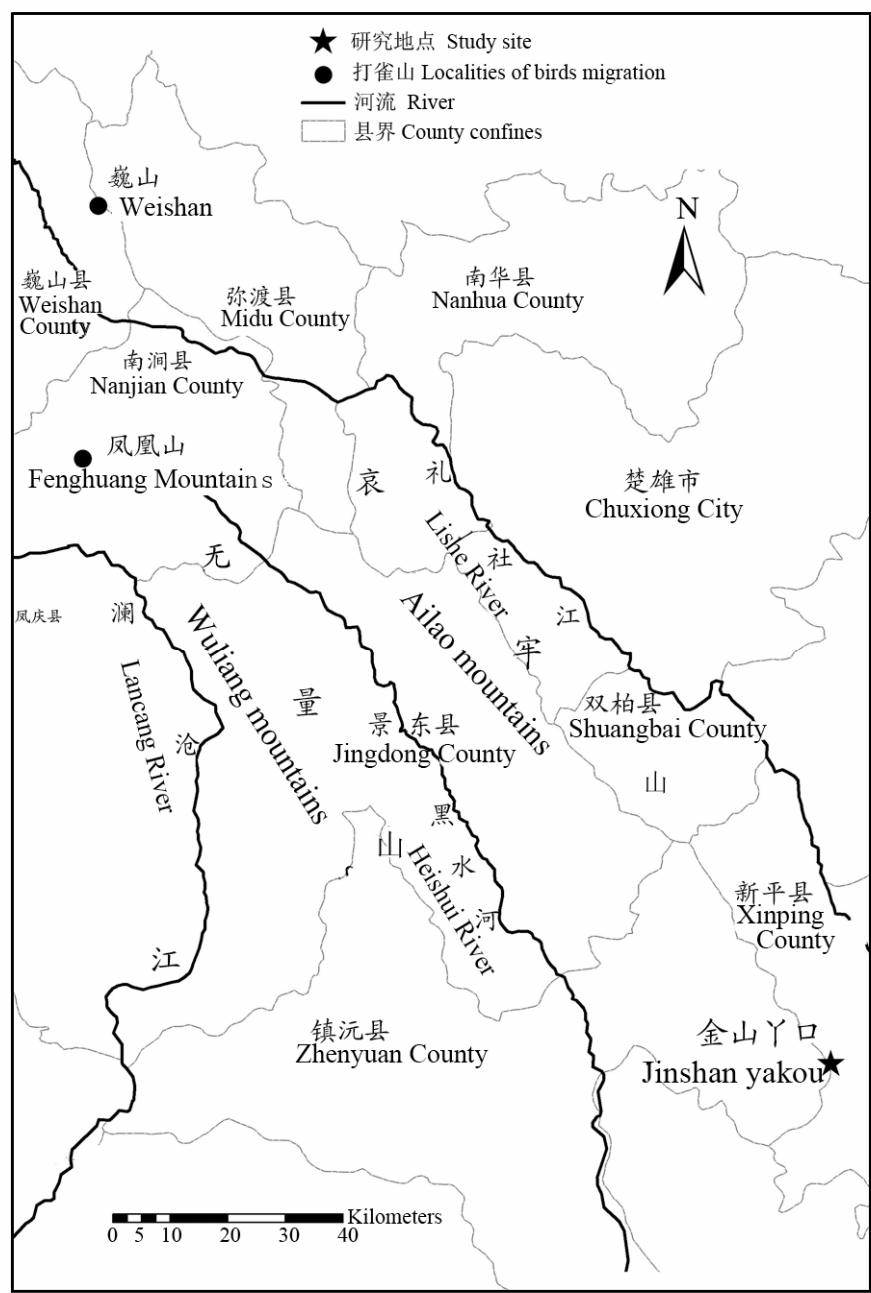 研究地点 Study site
打雀山 Localities of birds migration
河流 River
县界 County confines
N
巍山
Weishan
巍山县
Weishan
County
弥渡县
Midu County
南华县
Nanhua County
南涧县
Nanjian County
凤凰山
Fenghuang Mountains
楚雄市
Chuxiong City
哀
牢
山
Ailao mountains
礼
社
江
Lishe River
无
量
山
Wuliang mountains
凤庆县
澜
沧
江
Lancang River
双柏县
Shuangbai County
景东县
Jingdong County
黑
水
河
Heishui River
新平县
Xinping
County
镇沅县
Zhenyuan County
金山丫口
Jinshan yakou
Kilometers
0 5 10 20 30 40